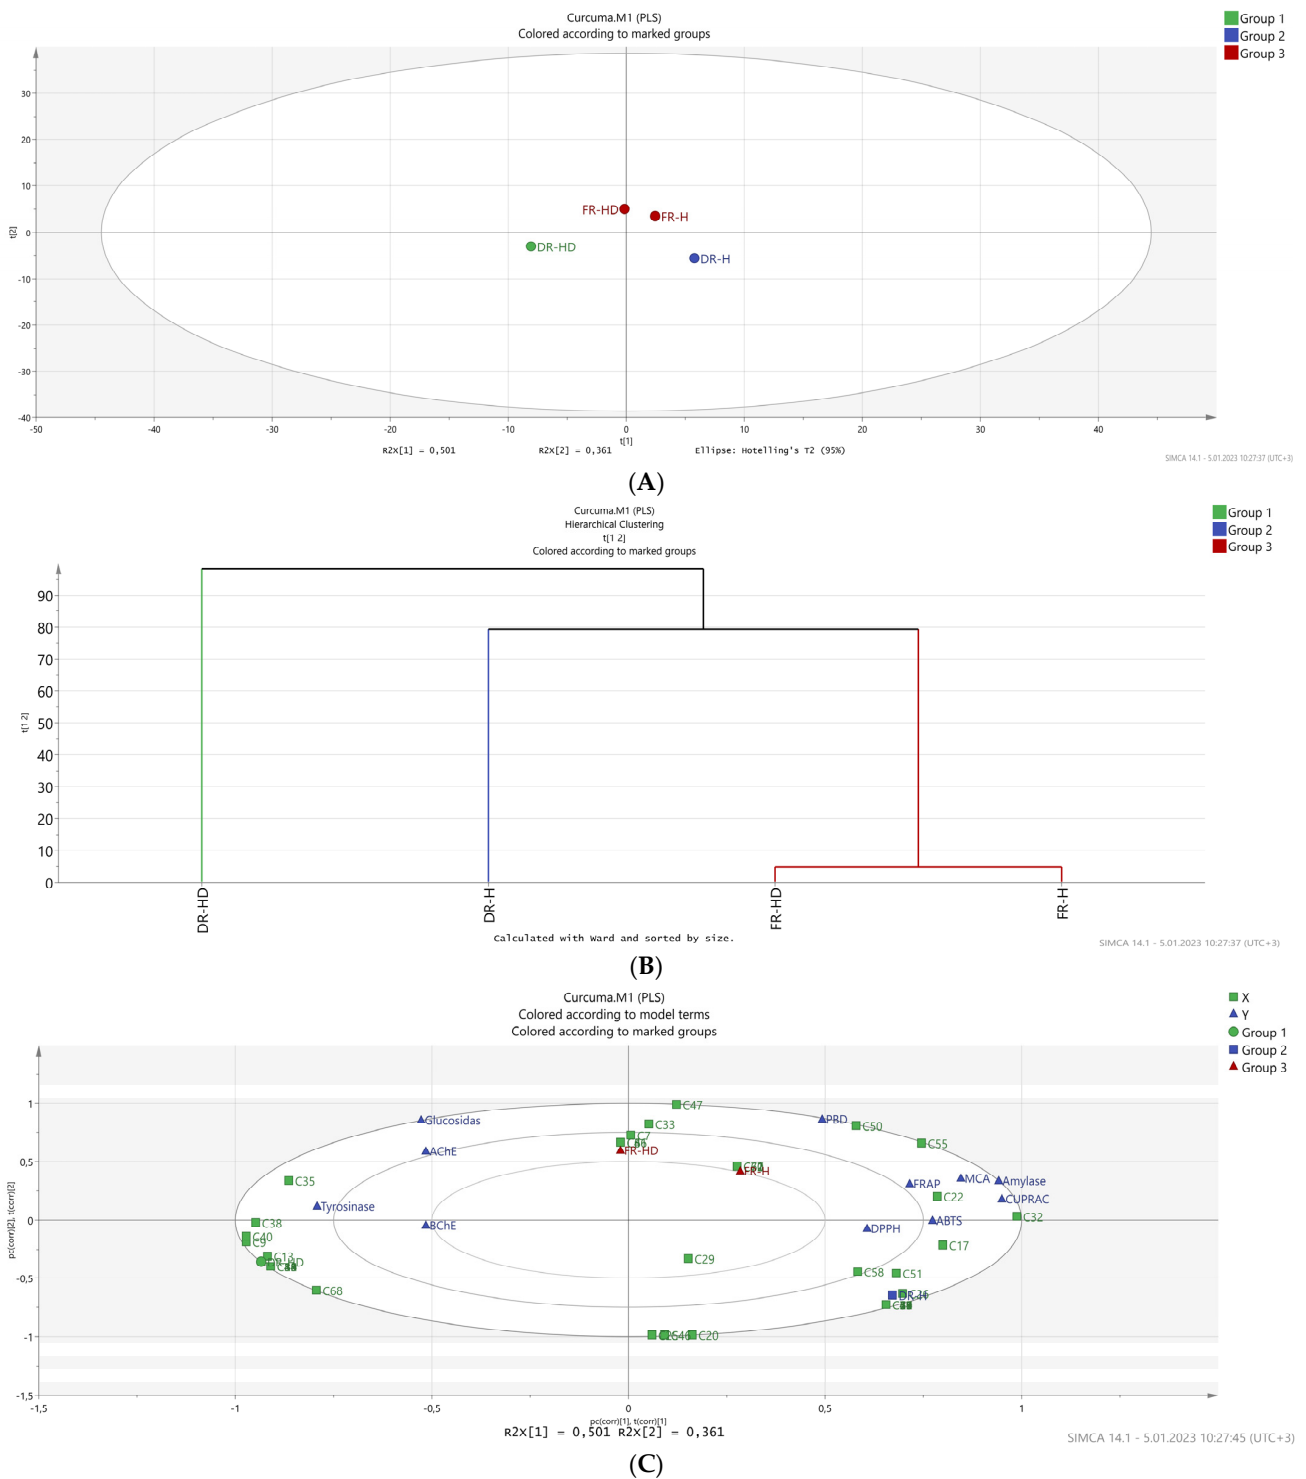 Curcuma.M1 (PLS)
Colored according to marked groups
Group 1
Group 2
Group 3
t[2]
30
20
10
0
-10
-20
-30
-40
FR-HD
FR-H
DR-HD
DR-H
-50 -40 -30 -20 -10 0 10 20 30 40
t[1]
R2X[1] = 0,501 R2X[2] = 0,361 Ellipse: Hotelling's T2 (95%)
SIMCA 14.1 - 5.01.2023 10:27:37 (UTC+3)
(A)
Curcuma.M1 (PLS)
Hierarchical Clustering
t[1 2]
Colored according to marked groups
Group 1
Group 2
Group 3
t[1 2]
90
80
70
60
50
40
30
20
10
0
DR-HD DR-H FR-HD FR-H
Calculated with Ward and sorted by size.
SIMCA 14.1 - 5.01.2023 10:27:37 (UTC+3)
(B)
Curcuma.M1 (PLS)
Colored according to model terms
Colored according to marked groups
X
Y
Group 1
Group 2
Group 3
pc(corr)[2], t(corr)[2]
1
0,5
0
-0,5
-1
-1,5
C47
Glucosidas
PBD
C33
C50
C7
C55
AChE
FR-HD
FR-H
C35
FRAP
MCA
Amylase
Tyrosinase
C22
CUPRAC
C38
BChE
ABTS
C32
DPPH
C40
C9
C17
C13
DR-HD
C29
C58
C51
C68
DR-H
C20
-1,5 -1 -0,5 0 0,5 1
pc(corr)[1], t(corr)[1]
R2X[1] = 0,501 R2X[2] = 0,361
SIMCA 14.1 - 5.01.2023 10:27:45 (UTC+3)
(C)